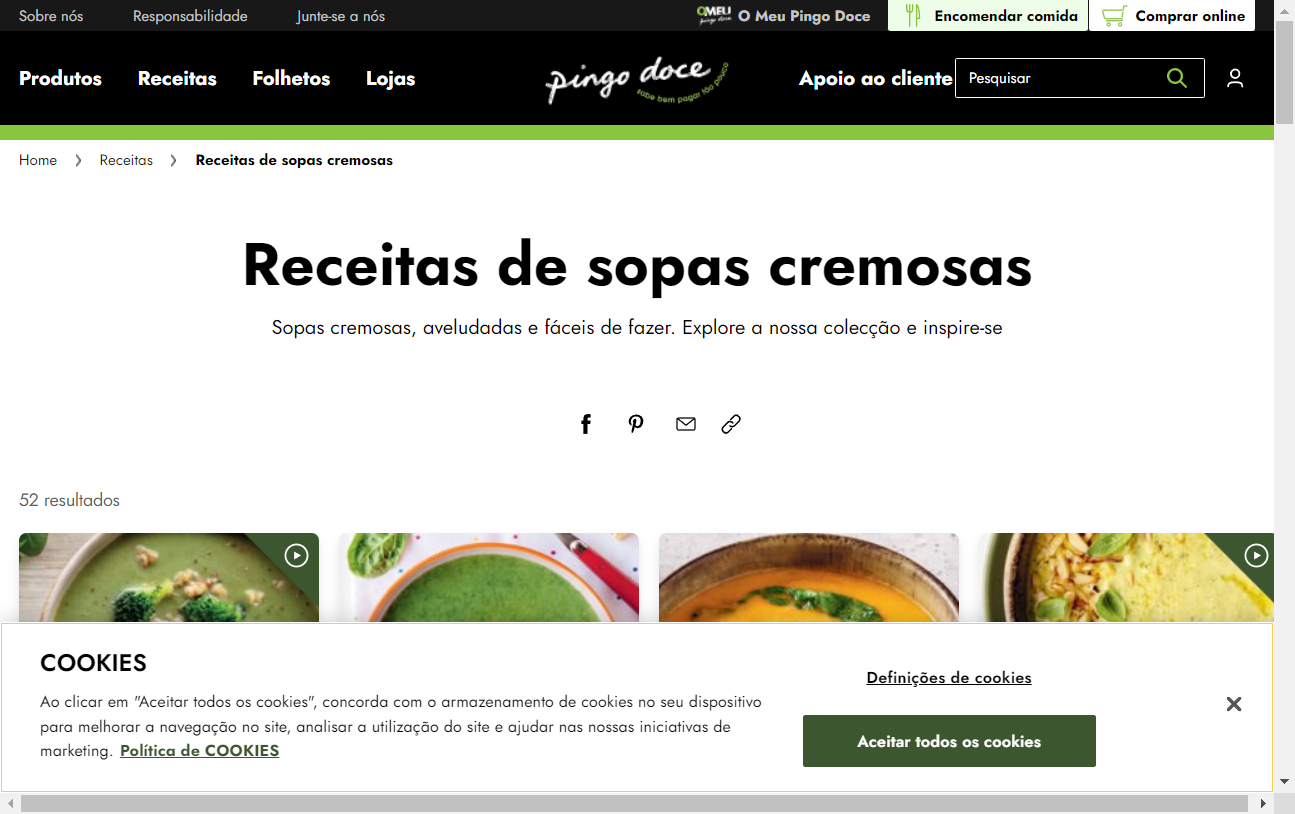 Sobre nós
Responsabilidade
Junte-se a nós
O MEU pingo doce
O Meu Pingo Doce
Encomendar comida
Comprar online
Produtos
Receitas
Folhetos
Lojas
pingo doce
sabe bem pagar tão pouco
Apoio ao cliente
Pesquisar
Home
Receitas
Receitas de sopas cremosas
Receitas de sopas cremosas
Sopas cremosas, aveludadas e fáceis de fazer. Explore a nossa colecção e inspire-se
52 resultados
COOKIES
Ao clicar em "Aceitar todos os cookies", concorda com o armazenamento de cookies no seu dispositivo
para melhorar a navegação no site, analisar a utilização do site e ajudar nas nossas iniciativas de
marketing. Política de COOKIES
Definições de cookies
Aceitar todos os cookies